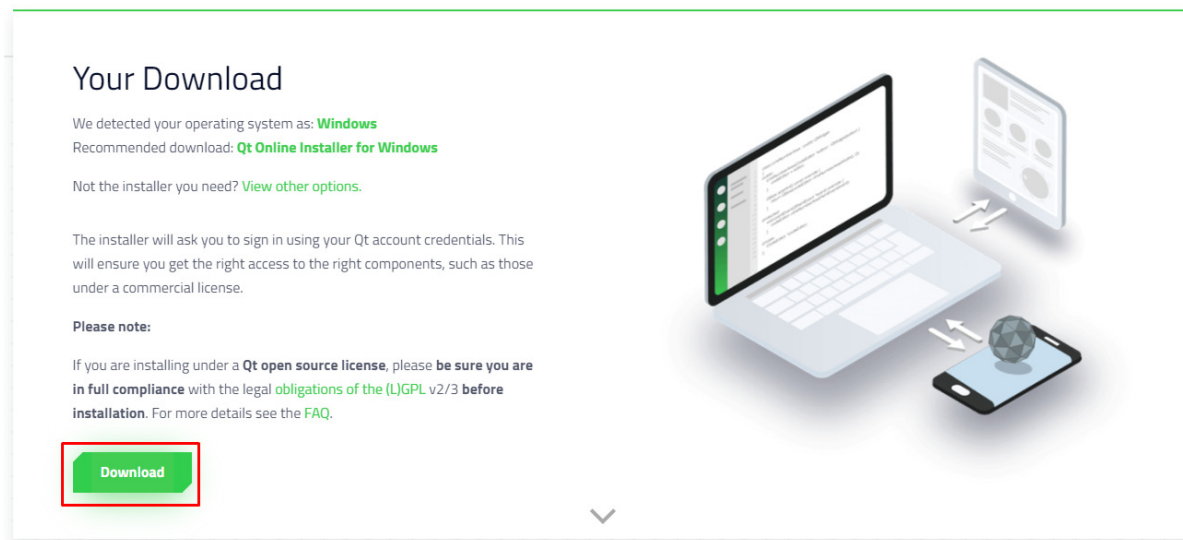 Your Download
We detected your operating system as: Windows
Recommended download: Qt Online Installer for Windows
Not the installer you need? View other options.
The installer will ask you to sign in using your Qt account credentials. This
will ensure you get the right access to the right components, such as those
under a commercial license.
Please note:
If you are installing under a Qt open source license, please be sure you are
in full compliance with the legal obligations of the (L)GPL v2/3 before
installation. For more details see the FAQ.
Download